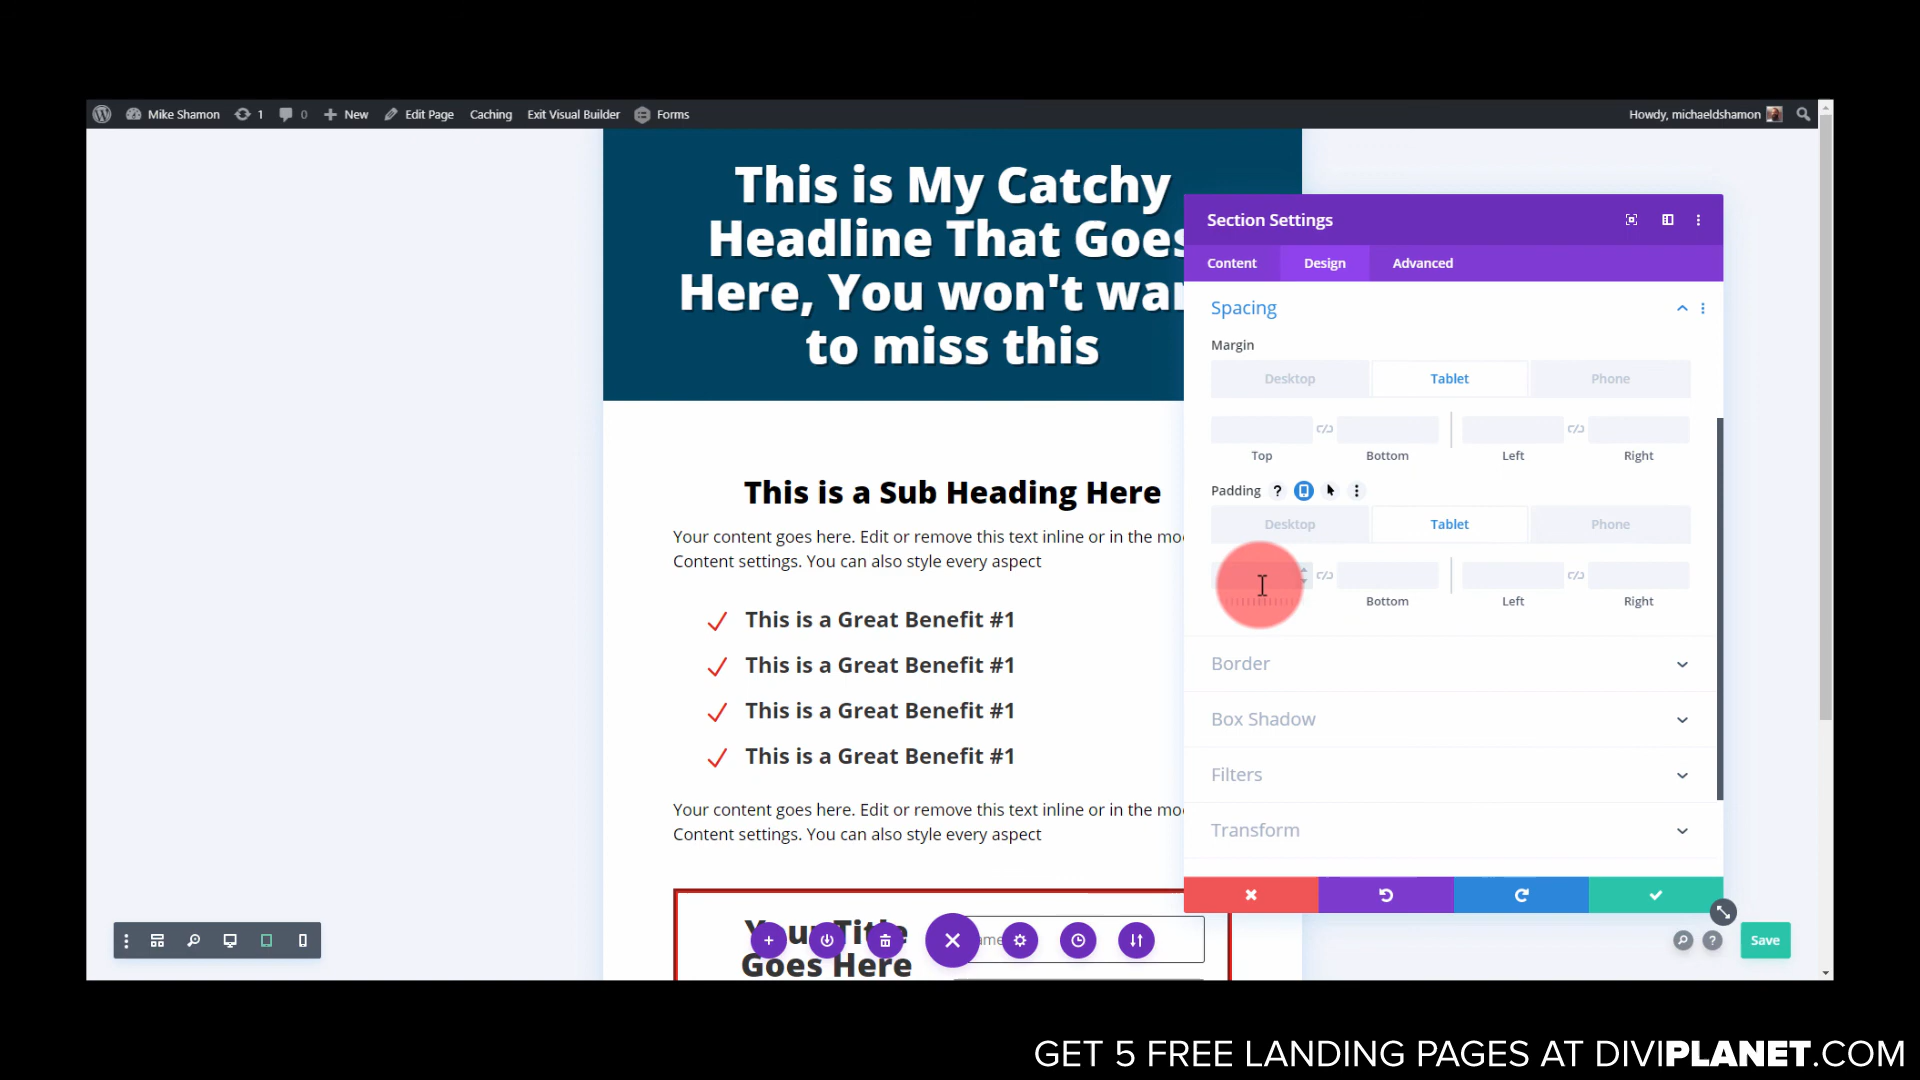 Mike Shamon 1 0 New Edit Page Caching Exit Visual Builder Forms Howdy, michaeldshamon
This is My Catchy
Headline That Goes
Here, You won't wa
to miss this
This is a Sub Heading Here
Your content goes here. Edit or remove this text inline or in the mo
Content settings. You can also style every aspect
This is a Great Benefit #1
This is a Great Benefit #1
This is a Great Benefit #1
This is a Great Benefit #1
Your content goes here. Edit or remove this text inline or in the mo
Content settings. You can also style every aspect
Your Title
Goes Here
Section Settings
Content Design Advanced
Spacing
Margin
Desktop Tablet Phone
Top Bottom Left Right
Padding ?
Desktop Tablet Phone
Bottom Left Right
Border
Box Shadow
Filters
Transform
? Save
GET 5 FREE LANDING PAGES AT DIVIPLANET.COM